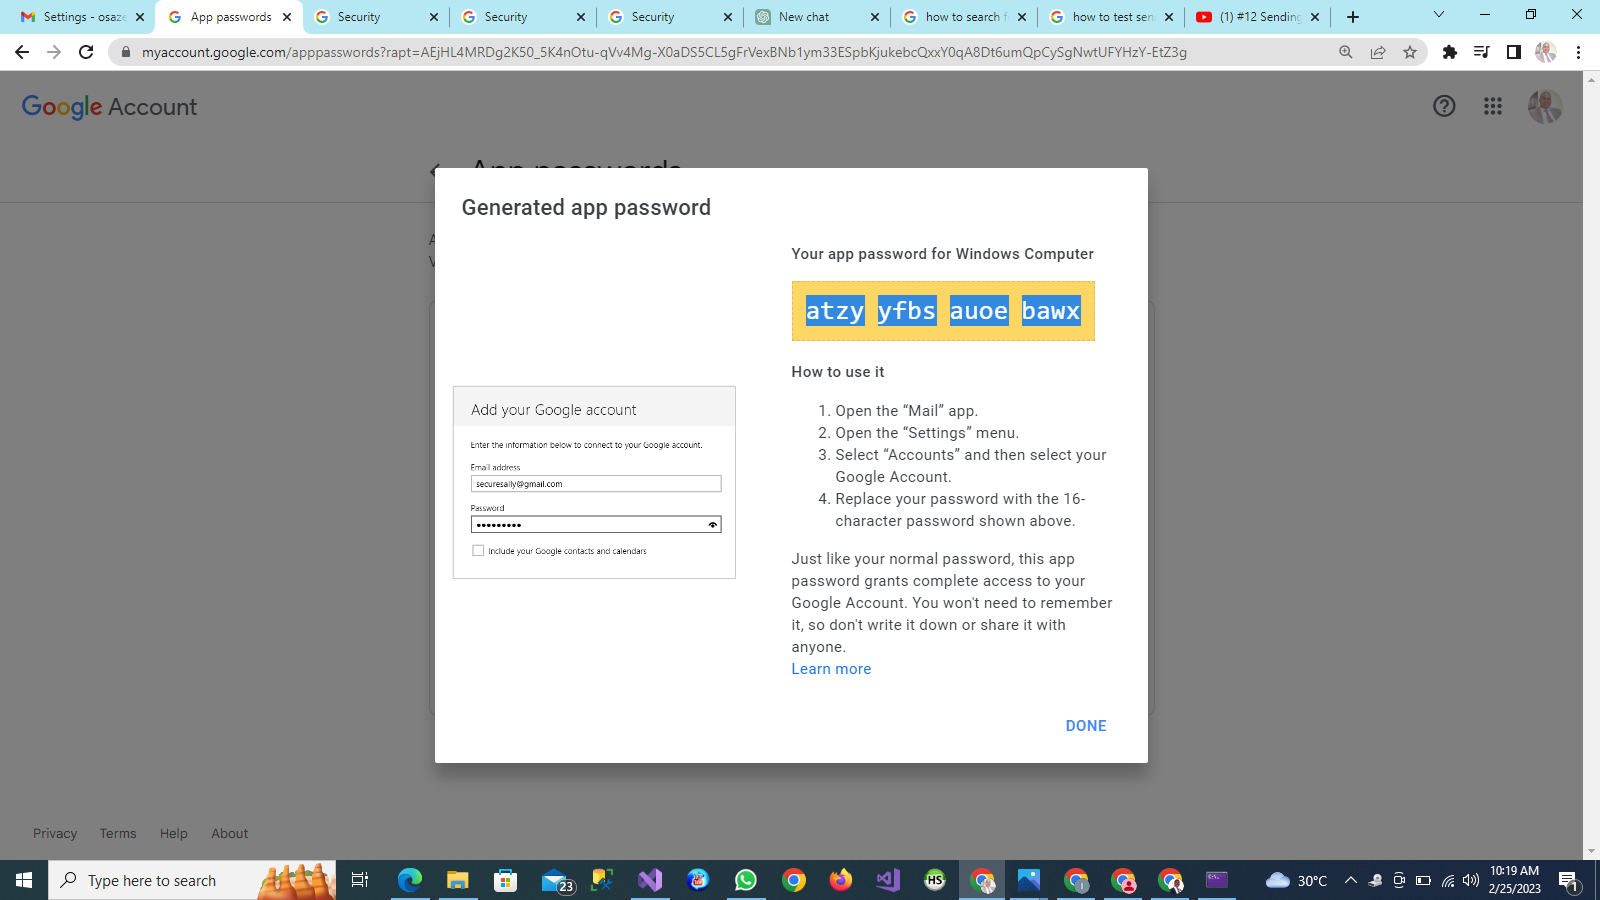 Settings - osaze
App passwords
Security
Security
Security
New chat
how to search f
how to test sen
(1) #12 Sending
myaccount.google.com/apppasswords?rapt=AEjHL4MRDg2K50_5K4nOtu-qVv4Mg-X0aDS5CL5gFrVexBNb1ym33ESpbKjukebcQxxY0qA8Dt6umQpCySgNwtUFYHzY-EtZ3g
Google Account
App passwords
Generated app password
Your app password for Windows Computer
atzy yfbs auoe bawx
How to use it
1. Open the “Mail” app.
2. Open the “Settings” menu.
3. Select “Accounts” and then select your
Google Account.
4. Replace your password with the 16-
character password shown above.
Just like your normal password, this app
password grants complete access to your
Google Account. You won't need to remember
it, so don't write it down or share it with
anyone.
Learn more
DONE
Add your Google account
Enter the information below to connect to your Google account.
Email address
securesally@gmail.com
Password
Include your Google contacts and calendars
Privacy Terms Help About
Type here to search
23
HS
30°C
10:19 AM
2/25/2023
1